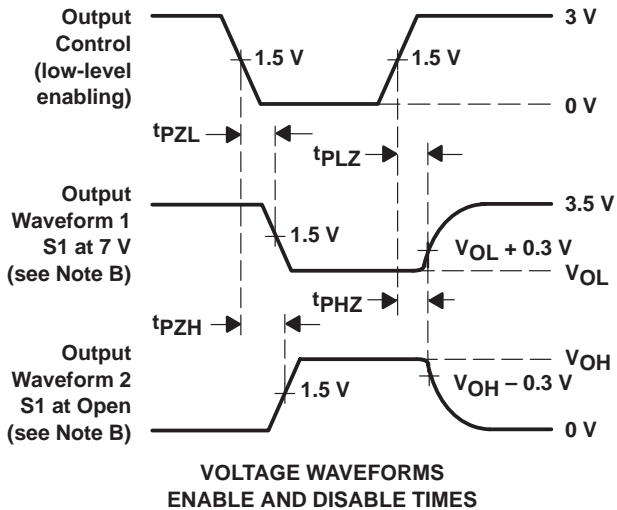 Output
Control
(low-level
enabling)
3 V
1.5 V
1.5 V
0 V
tPZL
tPLZ
Output
Waveform 1
S1 at 7 V
(see Note B)
3.5 V
1.5 V
VOL + 0.3 V
VOL
tPZH
tPHZ
Output
Waveform 2
S1 at Open
(see Note B)
VOH
1.5 V
VOH – 0.3 V
0 V
VOLTAGE WAVEFORMS
ENABLE AND DISABLE TIMES